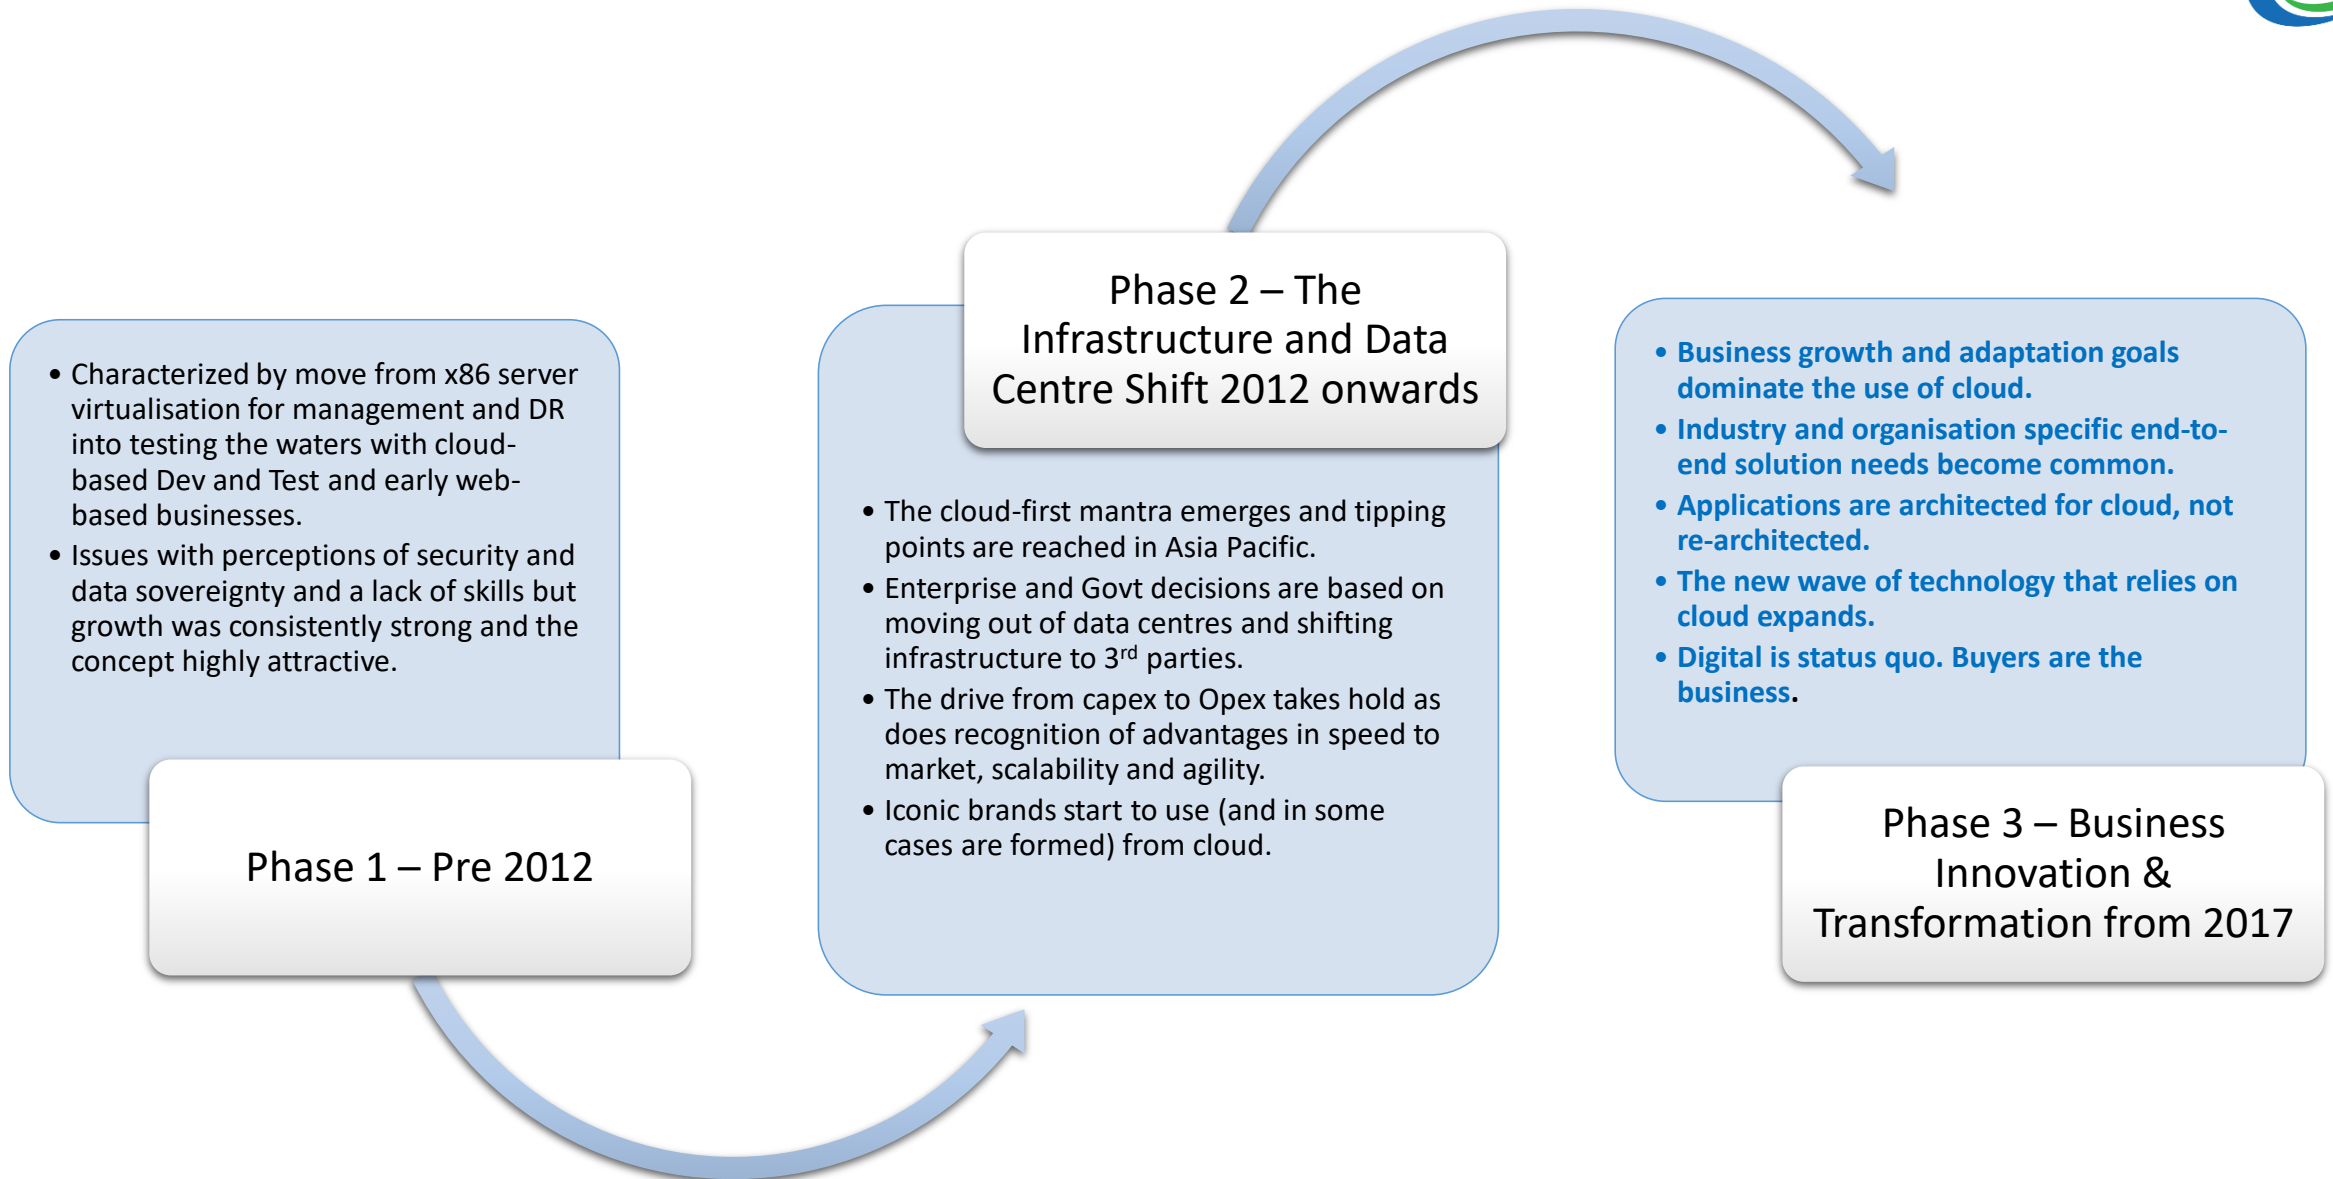 • Characterized by move from x86 server
virtualisation for management and DR
into testing the waters with cloud-
based Dev and Test and early web-
based businesses.
• Issues with perceptions of security and
data sovereignty and a lack of skills but
growth was consistently strong and the
concept highly attractive.
Phase 1 – Pre 2012
Phase 2 – The
Infrastructure and Data
Centre Shift 2012 onwards
• The cloud-first mantra emerges and tipping
points are reached in Asia Pacific.
• Enterprise and Govt decisions are based on
moving out of data centres and shifting
infrastructure to 3rd parties.
• The drive from capex to Opex takes hold as
does recognition of advantages in speed to
market, scalability and agility.
• Iconic brands start to use (and in some
cases are formed) from cloud.
• Business growth and adaptation goals
dominate the use of cloud.
• Industry and organisation specific end-to-
end solution needs become common.
• Applications are architected for cloud, not
re-architected.
• The new wave of technology that relies on
cloud expands.
• Digital is status quo. Buyers are the
business.
Phase 3 – Business
Innovation &
Transformation from 2017